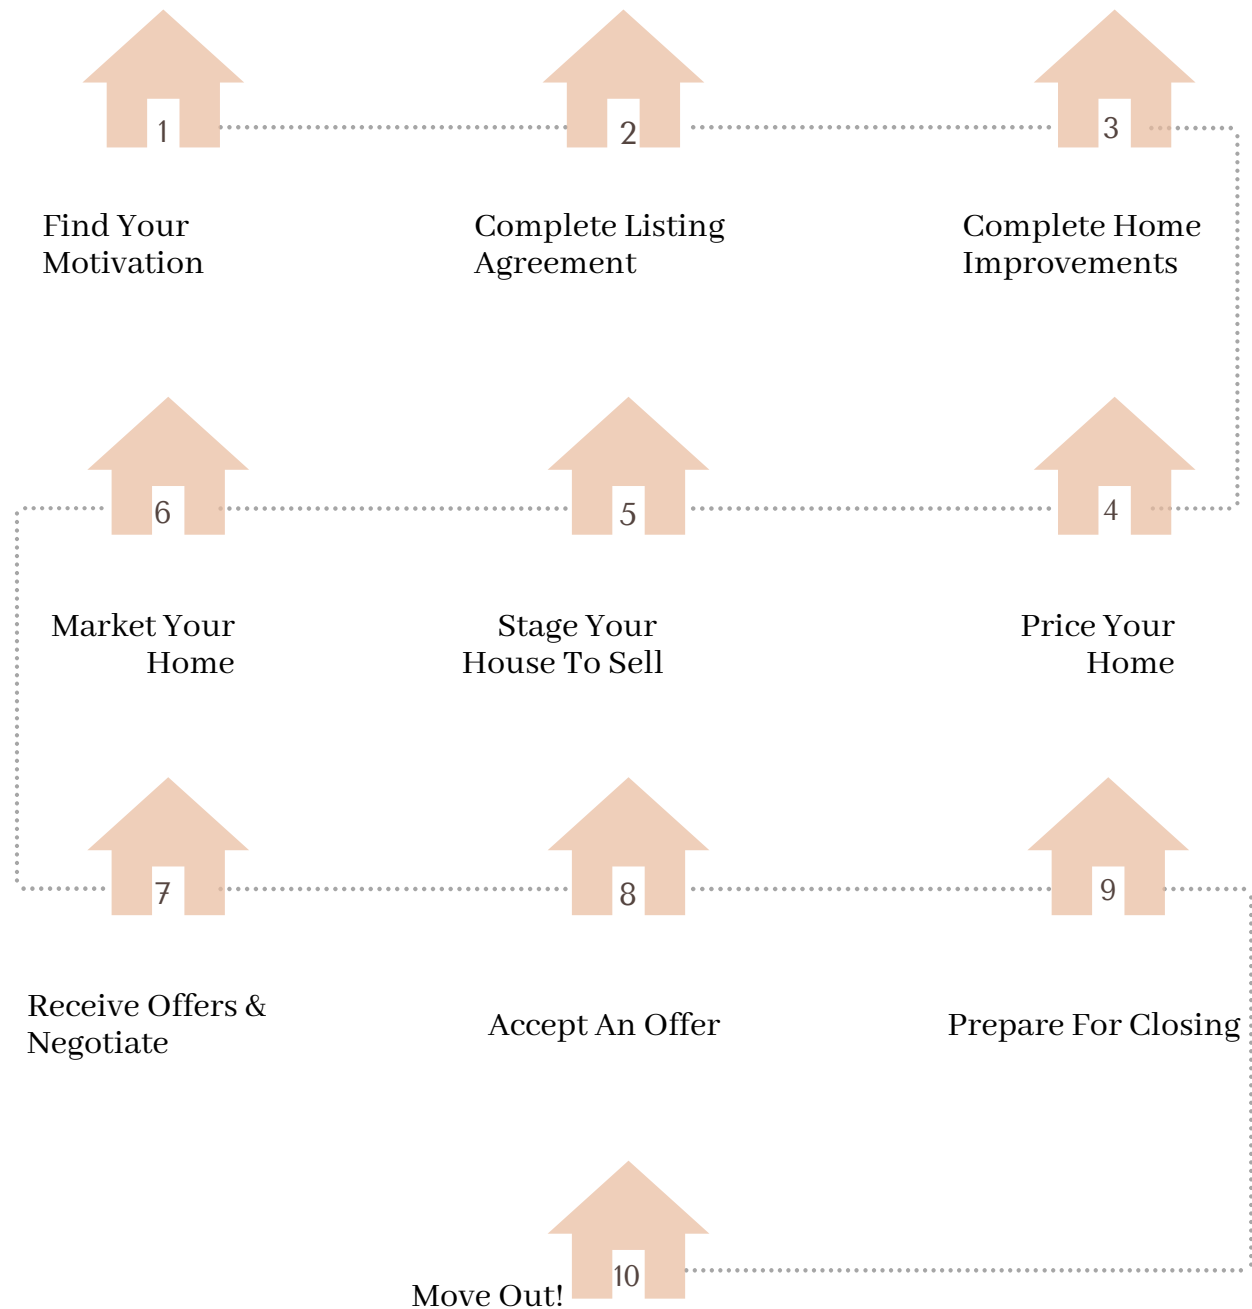 1
2
3
Find Your
Motivation
Complete Listing
Agreement
Complete Home
Improvements
6
5
4
Market Your
Home
Stage Your
House To Sell
Price Your
Home
7
8
9
Receive Offers &
Negotiate
Accept An Offer
Prepare For Closing
10
Move Out!